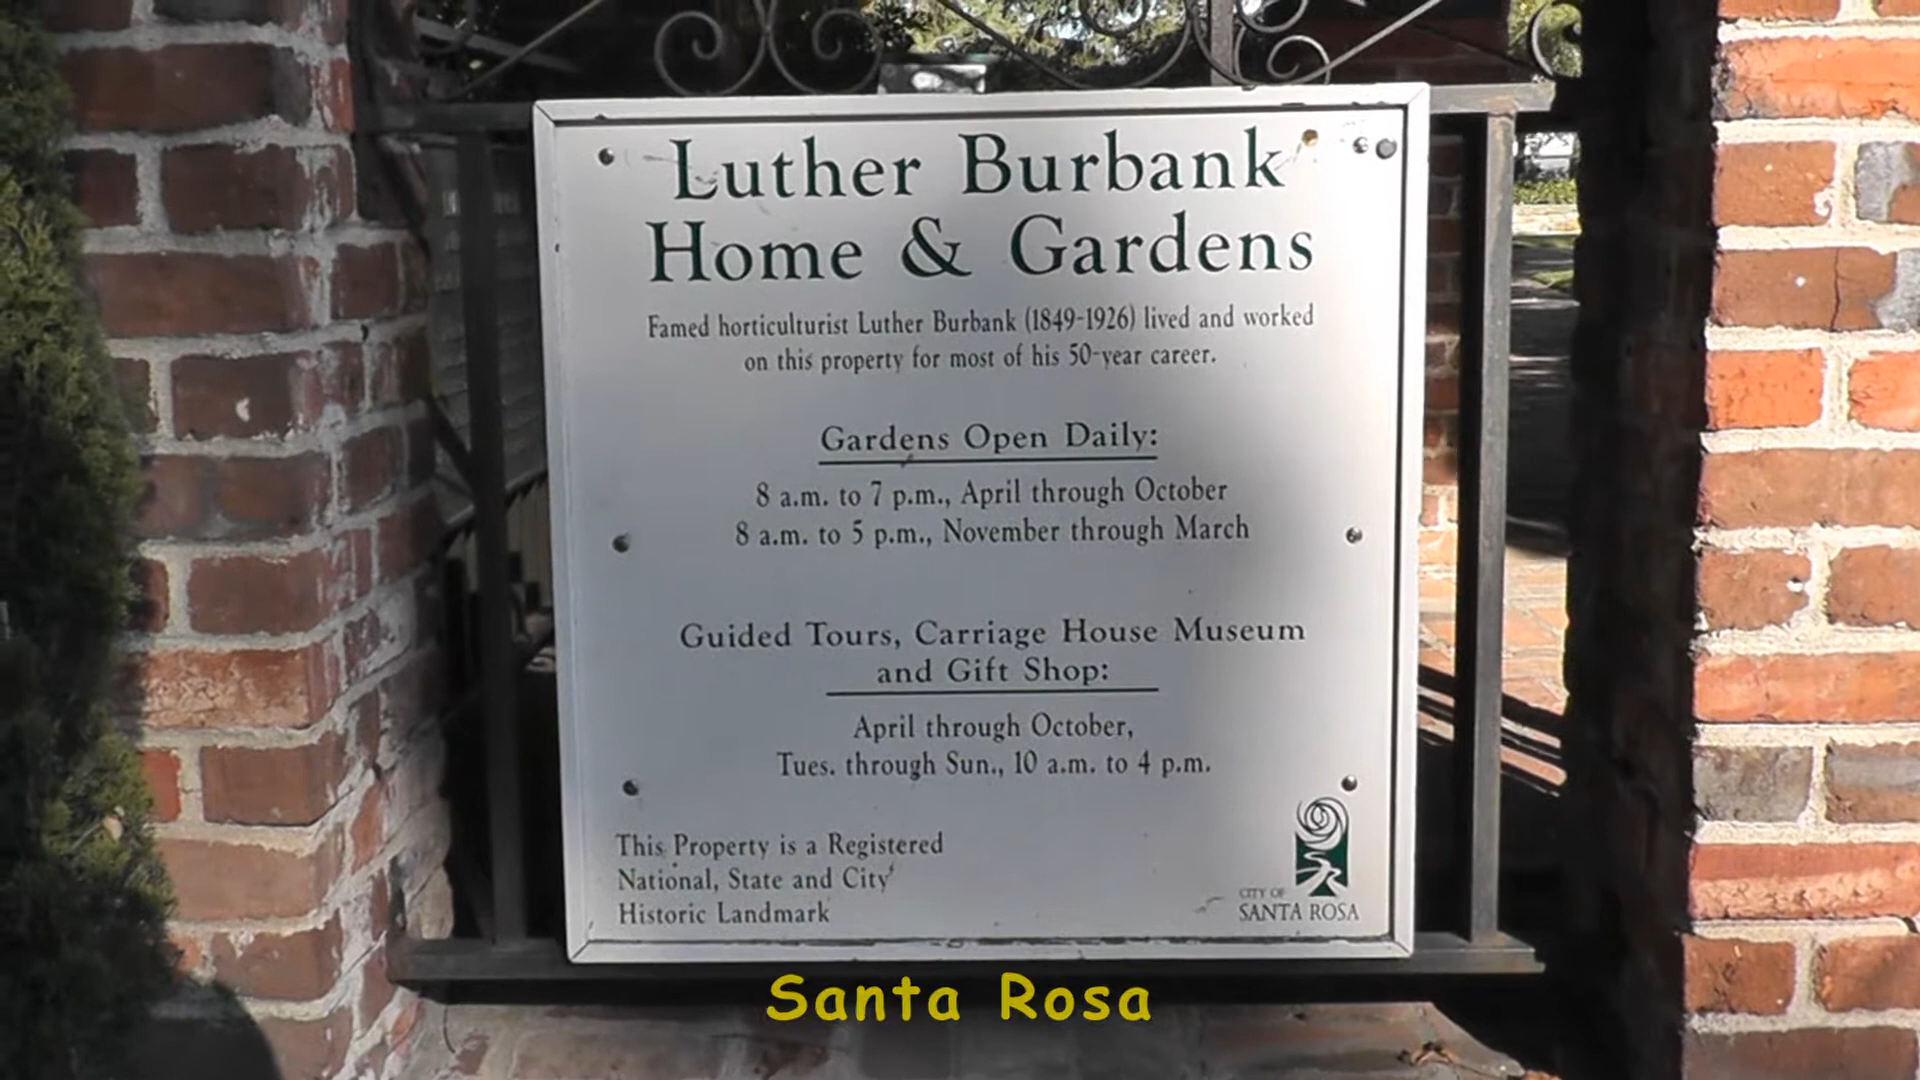 Luther Burbank
Home & Gardens
Famed horticulturist Luther Burbank (1849-1926) lived and worked
on this property for most of his 50-year career.
Gardens Open Daily:
8 a.m. to 7 p.m., April through October
8 a.m. to 5 p.m., November through March
Guided Tours, Carriage House Museum
and Gift Shop:
April through October,
Tues. through Sun., 10 a.m. to 4 p.m.
This Property is a Registered
National, State and City
Historic Landmark
CITY OF
SANTA ROSA
Santa Rosa